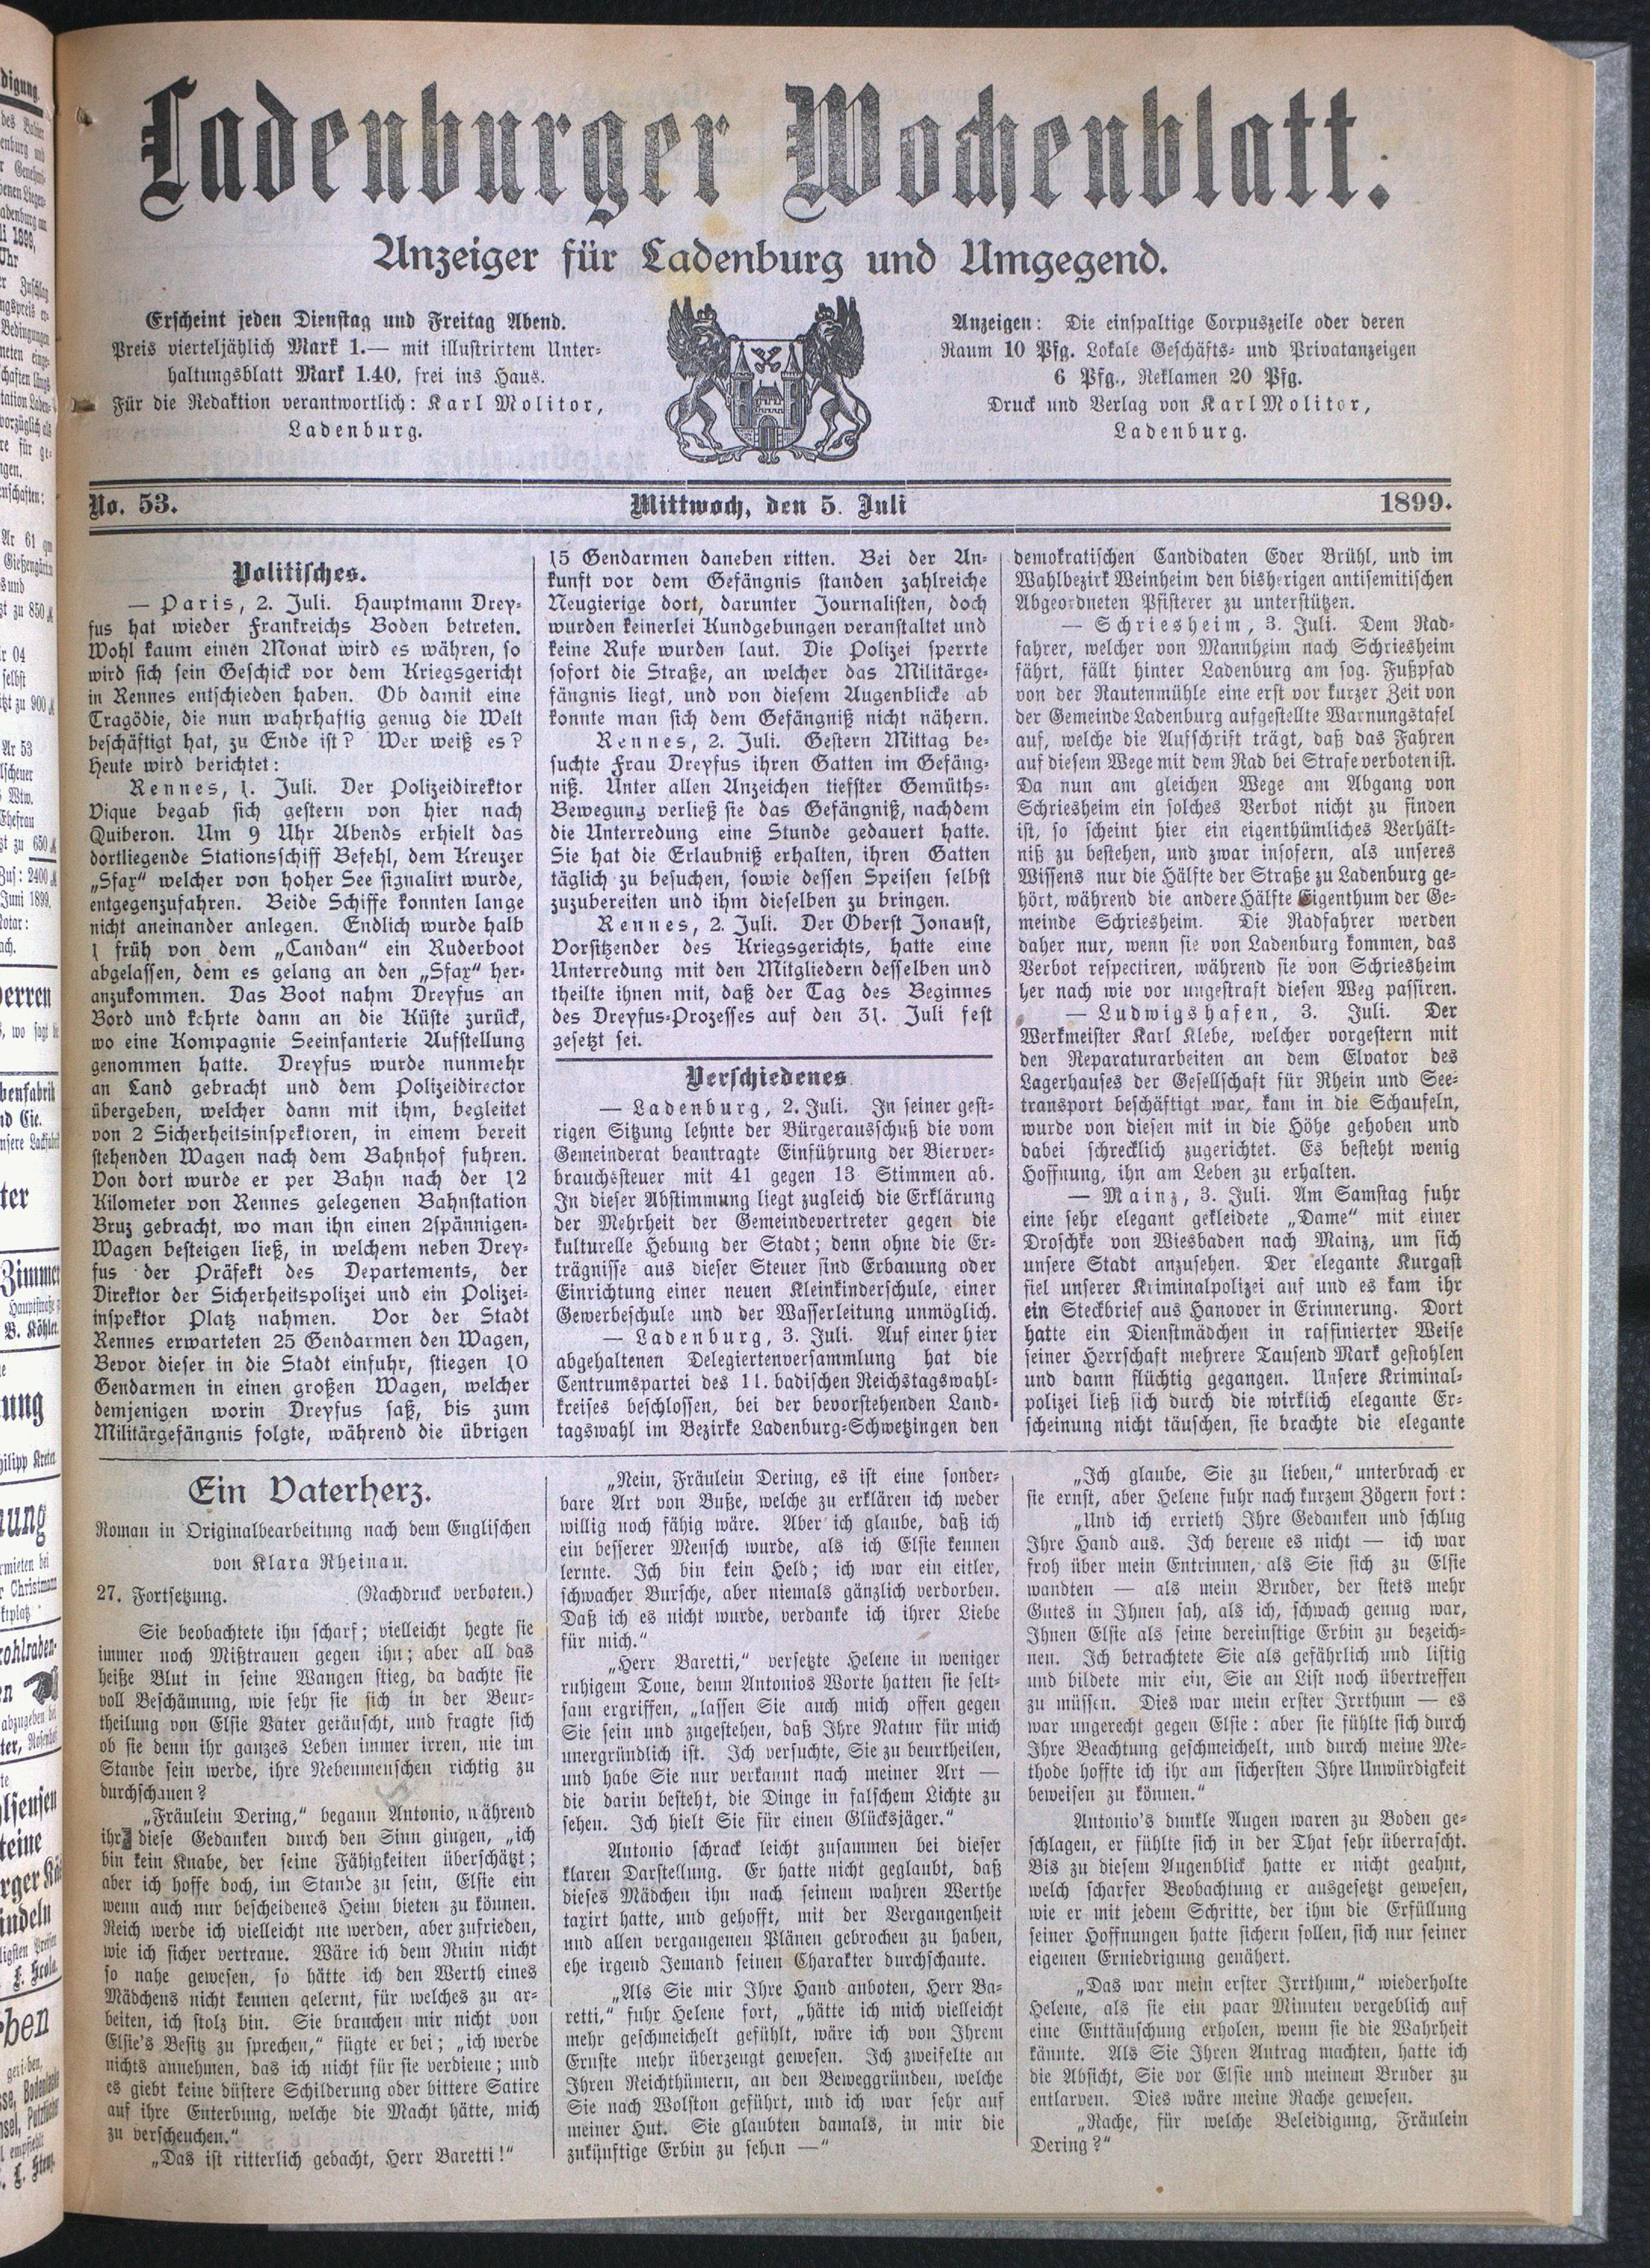 Ladenburger Wochenblatt.
Anzeiger für Ladenburg und Umgegend.
Erscheint jeden Dienstag und Freitag Abend.
Preis vierteljählich Mark 1.— mit illustrirtem Unter-
haltungsblatt Mark 1.40, frei ins Haus.
Für die Redaktion verantwortlich: Karl Molitor,
Ladenburg.
Anzeigen: Die einspaltige Corpuszeile oder deren
Raum 10 Pfg. Lokale Geschäfts- und Privatanzeigen
6 Pfg., Reklamen 20 Pfg.
Druck und Verlag von Karl Molitor,
Ladenburg.
No. 53. Mittwoch, den 5. Juli 1899.
Politisches.
— Paris, 2. Juli. Hauptmann Drey-
fus hat wieder Frankreichs Boden betreten.
Wohl kaum einen Monat wird es währen, so
wird sich sein Geschick vor dem Kriegsgericht
in Rennes entschieden haben. Ob damit eine
Tragödie, die nun wahrhaftig genug die Welt
beschäftigt hat, zu Ende ist? Wer weiß es?
Heute wird berichtet:
Rennes, 1. Juli. Der Polizeidirektor
Vique begab sich gestern von hier nach
Quiberon. Um 9 Uhr Abends erhielt das
dortliegende Stationsschiff Befehl, dem Kreuzer
„Sfax“ welcher von hoher See signalirt wurde,
entgegenzufahren. Beide Schiffe konnten lange
nicht aneinander anlegen. Endlich wurde halb
1 früh von dem „Candan“ ein Ruderboot
abgelassen, dem es gelang an den „Sfax“ her-
anzukommen. Das Boot nahm Dreyfus an
Bord und kehrte dann an die Küste zurück,
wo eine Kompagnie Seeinfanterie Aufstellung
genommen hatte. Dreyfus wurde nunmehr
an Land gebracht und dem Polizeidirector
übergeben, welcher dann mit ihm, begleitet
von 2 Sicherheitsinspektoren, in einem bereit
stehenden Wagen nach dem Bahnhof fuhren.
Von dort wurde er per Bahn nach der 12
Kilometer von Rennes gelegenen Bahnstation
Bruz gebracht, wo man ihn einen 2spännigen-
Wagen besteigen ließ, in welchem neben Drey-
fus der Präfekt des Departements, der
Direktor der Sicherheitspolizei und ein Polizei-
inspektor Platz nahmen. Vor der Stadt
Rennes erwarteten 25 Gendarmen den Wagen,
Bevor dieser in die Stadt einfuhr, stiegen 10
Gendarmen in einen großen Wagen, welcher
demjenigen worin Dreyfus saß, bis zum
Militärgefängnis folgte, während die übrigen
15 Gendarmen daneben ritten. Bei der An-
kunft vor dem Gefängnis standen zahlreiche
Neugierige dort, darunter Journalisten, doch
wurden keinerlei Kundgebungen veranstaltet und
keine Rufe wurden laut. Die Polizei sperrte
sofort die Straße, an welcher das Militärge-
fängnis liegt, und von diesem Augenblicke ab
konnte man sich dem Gefängniß nicht nähern.
Rennes, 2. Juli. Gestern Mittag be-
suchte Frau Dreyfus ihren Gatten im Gefäng-
niß. Unter allen Anzeichen tiefster Gemüths-
Bewegung verließ sie das Gefängniß, nachdem
die Unterredung eine Stunde gedauert hatte.
Sie hat die Erlaubniß erhalten, ihren Gatten
täglich zu besuchen, sowie dessen Speisen selbst
zuzubereiten und ihm dieselben zu bringen.
Rennes, 2. Juli. Der Oberst Jonaust,
Vorsitzender des Kriegsgerichts, hatte eine
Unterredung mit den Mitgliedern desselben und
theilte ihnen mit, daß der Tag des Beginnes
des Dreyfus-Prozesses auf den 31. Juli fest
gesetzt sei.
Verschiedenes
— Ladenburg, 2. Juli. In seiner gest-
rigen Sitzung lehnte der Bürgerausschuß die vom
Gemeinderat beantragte Einführung der Bierver-
brauchssteuer mit 41 gegen 13 Stimmen ab.
In dieser Abstimmung liegt zugleich die Erklärung
der Mehrheit der Gemeindevertreter gegen die
kulturelle Hebung der Stadt; denn ohne die Er-
trägnisse aus dieser Steuer sind Erbauung oder
Einrichtung einer neuen Kleinkinderschule, einer
Gewerbeschule und der Wasserleitung unmöglich.
— Ladenburg, 3. Juli. Auf einer hier
abgehaltenen Delegiertenversammlung hat die
Centrumspartei des 11. badischen Reichstagswahl-
kreises beschlossen, bei der bevorstehenden Land-
tagswahl im Bezirke Ladenburg-Schwetzingen den
demokratischen Candidaten Eder Brühl, und im
Wahlbezirk Weinheim den bisherigen antisemitischen
Abgeordneten Pfisterer zu unterstützen.
— Schriesheim, 3. Juli. Dem Rad-
fahrer, welcher von Mannheim nach Schriesheim
fährt, fällt hinter Ladenburg am sog. Fußpfad
von der Rautenmühle eine erst vor kurzer Zeit von
der Gemeinde Ladenburg aufgestellte Warnungstafel
auf, welche die Aufschrift trägt, daß das Fahren
auf diesem Wege mit dem Rad bei Strafe verboten ist.
Da nun am gleichen Wege am Abgang von
Schriesheim ein solches Verbot nicht zu finden
ist, so scheint hier ein eigenthümliches Verhält-
niß zu bestehen, und zwar insofern, als unseres
Wissens nur die Hälfte der Straße zu Ladenburg ge-
hört, während die andere Hälfte Eigenthum der Ge-
meinde Schriesheim. Die Radfahrer werden
daher nur, wenn sie von Ladenburg kommen, das
Verbot respectiren, während sie von Schriesheim
her nach wie vor ungestraft diesen Weg passiren.
— Ludwigshafen, 3. Juli. Der
Werkmeister Karl Klebe, welcher vorgestern mit
den Reparaturarbeiten an dem Elvator des
Lagerhauses der Gesellschaft für Rhein und See-
transport beschäftigt war, kam in die Schaufeln,
wurde von diesen mit in die Höhe gehoben und
dabei schrecklich zugerichtet. Es besteht wenig
Hoffnung, ihn am Leben zu erhalten.
— Mainz, 3. Juli. Am Samstag fuhr
eine sehr elegant gekleidete „Dame“ mit einer
Droschke von Wiesbaden nach Mainz, um sich
unsere Stadt anzusehen. Der elegante Kurgast
fiel unserer Kriminalpolizei auf und es kam ihr
ein Steckbrief aus Hanover in Erinnerung. Dort
hatte ein Dienstmädchen in raffinierter Weise
seiner Herrschaft mehrere Tausend Mark gestohlen
und dann flüchtig gegangen. Unsere Kriminal-
polizei ließ sich durch die wirklich elegante Er-
scheinung nicht täuschen, sie brachte die elegante
Ein Vaterherz.
Roman in Originalbearbeitung nach dem Englischen
von Klara Rheinau.
27. Fortsetzung. (Nachdruck verboten.)
Sie beobachtete ihn scharf; vielleicht hegte sie
immer noch Mißtrauen gegen ihn; aber all das
heiße Blut in seine Wangen stieg, da dachte sie
voll Beschämung, wie sehr sie sich in der Beur-
theilung von Elsie Vater getäuscht, und fragte sich
ob sie denn ihr ganzes Leben immer irren, nie im
Stande sein werde, ihre Nebenmenschen richtig zu
durchschauen?
„Fräulein Dering,“ begann Antonio, während
ihr diese Gedanken durch den Sinn gingen, „ich
bin kein Knabe, der seine Fähigkeiten überschätzt;
aber ich hoffe doch, im Stande zu sein, Elsie ein
wenn auch nur bescheidenes Heim bieten zu können.
Reich werde ich vielleicht nie werden, aber zufrieden,
wie ich sicher vertraue. Wäre ich dem Ruin nicht
so nahe gewesen, so hätte ich den Werth eines
Mädchens nicht kennen gelernt, für welches zu ar-
beiten, ich stolz bin. Sie brauchen mir nicht von
Elsie's Besitz zu sprechen,“ fügte er bei; „ich werde
nichts annehmen, das ich nicht für sie verdiene; und
es giebt keine düstere Schilderung oder bittere Satire
auf ihre Enterbung, welche die Macht hätte, mich
zu verscheuchen.“
„Das ist ritterlich gedacht, Herr Baretti!“
„Nein, Fräulein Dering, es ist eine sonder-
bare Art von Buße, welche zu erklären ich weder
willig noch fähig wäre. Aber ich glaube, daß ich
ein besserer Mensch wurde, als ich Elsie kennen
lernte. Ich bin kein Held; ich war ein eitler,
schwacher Bursche, aber niemals gänzlich verdorben.
Daß ich es nicht wurde, verdanke ich ihrer Liebe
für mich.“
„Herr Baretti,“ versetzte Helene in weniger
ruhigem Tone, denn Antonios Worte hatten sie selt-
sam ergriffen, „lassen Sie auch mich offen gegen
Sie sein und zugestehen, daß Ihre Natur für mich
unergründlich ist. Ich versuchte, Sie zu beurtheilen,
und habe Sie nur verkannt nach meiner Art —
die darin besteht, die Dinge in falschem Lichte zu
sehen. Ich hielt Sie für einen Glücksjäger.“
Antonio schrack leicht zusammen bei dieser
klaren Darstellung. Er hatte nicht geglaubt, daß
dieses Mädchen ihn nach seinem wahren Werthe
taxirt hatte, und gehofft, mit der Vergangenheit
und allen vergangenen Plänen gebrochen zu haben,
ehe irgend Jemand seinen Charakter durchschaute.
„Als Sie mir Ihre Hand anboten, Herr Ba-
retti,“ fuhr Helene fort, „hätte ich mich vielleicht
mehr geschmeichelt gefühlt, wäre ich von Ihrem
Ernste mehr überzeugt gewesen. Ich zweifelte an
Ihren Reichthümern, an den Beweggründen, welche
Sie nach Wolston geführt, und ich war sehr auf
meiner Hut. Sie glaubten damals, in mir die
zukünftige Erbin zu sehen —“
„Ich glaube, Sie zu lieben,“ unterbrach er
sie ernst, aber Helene fuhr nach kurzem Zögern fort:
„Und ich errieth Ihre Gedanken und schlug
Ihre Hand aus. Ich bereue es nicht — ich war
froh über mein Entrinnen, als Sie sich zu Elsie
wandten — als mein Bruder, der stets mehr
Gutes in Ihnen sah, als ich, schwach genug war,
Ihnen Elsie als seine dereinstige Erbin zu bezeich-
nen. Ich betrachtete Sie als gefährlich und listig
und bildete mir ein, Sie an List noch übertreffen
zu müssen. Dies war mein erster Irrthum — es
war ungerecht gegen Elsie: aber sie fühlte sich durch
Ihre Beachtung geschmeichelt, und durch meine Me-
thode hoffte ich ihr am sichersten Ihre Unwürdigkeit
beweisen zu können.“
Antonio's dunkle Augen waren zu Boden ge-
schlagen, er fühlte sich in der That sehr überrascht.
Bis zu diesem Augenblick hatte er nicht geahnt,
welch scharfer Beobachtung er ausgesetzt gewesen,
wie er mit jedem Schritte, der ihm die Erfüllung
seiner Hoffnungen hatte sichern sollen, sich nur seiner
eigenen Erniedrigung genähert.
„Das war mein erster Irrthum,“ wiederholte
Helene, als sie ein paar Minuten vergeblich auf
eine Enttäuschung erholen, wenn sie die Wahrheit
kännte. Als Sie Ihren Antrag machten, hatte ich
die Absicht, Sie vor Elsie und meinem Bruder zu
entlarven. Dies wäre meine Rache gewesen.
„Rache, für welche Beleidigung, Fräulein
Dering?“